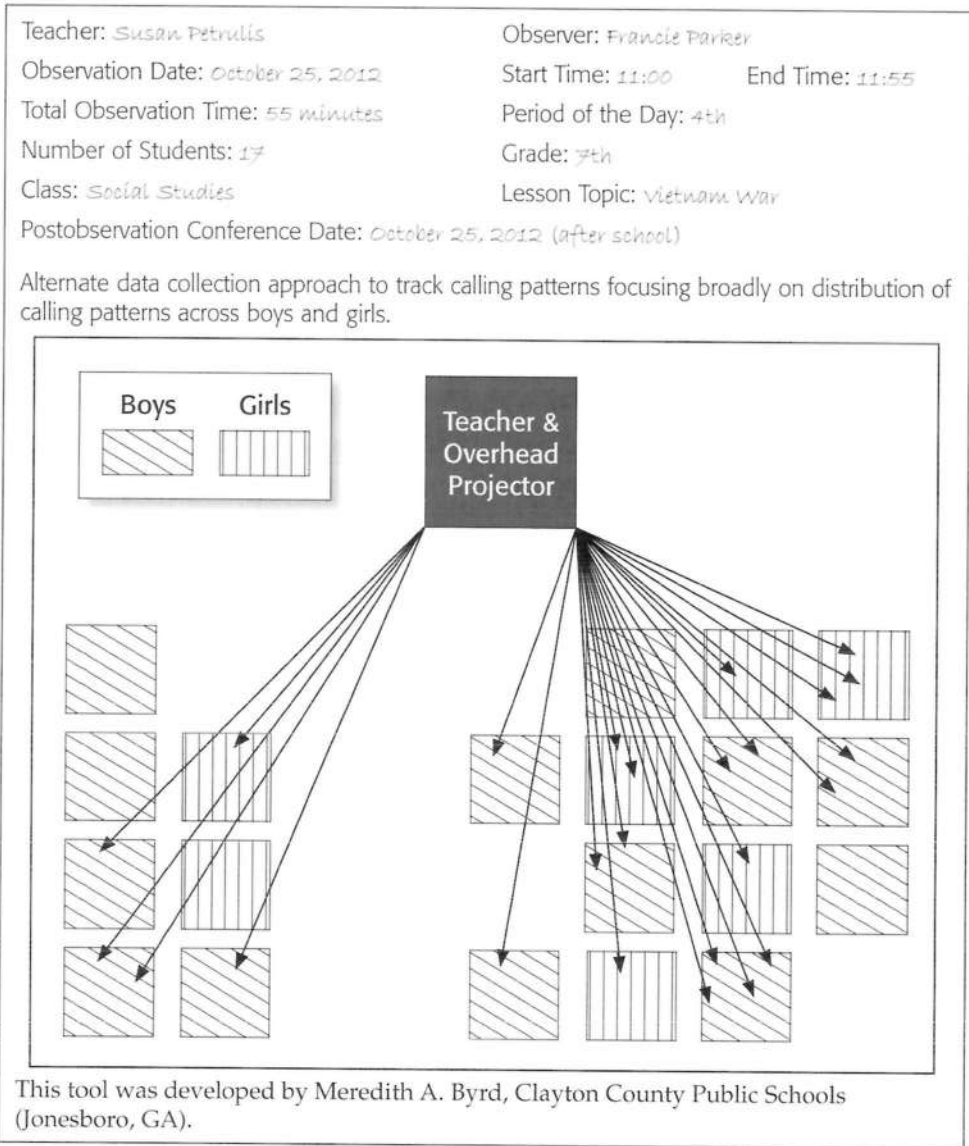 Teacher: Susan Petrulis
Observer: Francie Parker
Observation Date: October 25, 2012
Start Time: 11:00 End Time: 11:55
Total Observation Time: 55 minutes
Period of the Day: 4th
Number of Students: 17
Grade: 7th
Class: Social Studies
Lesson Topic: Vietnam War
Postobservation Conference Date: October 25, 2012 (after school)
Alternate data collection approach to track calling patterns focusing broadly on distribution of
calling patterns across boys and girls.
Boys Girls
Teacher &
Overhead
Projector
This tool was developed by Meredith A. Byrd, Clayton County Public Schools
(Jonesboro, GA).